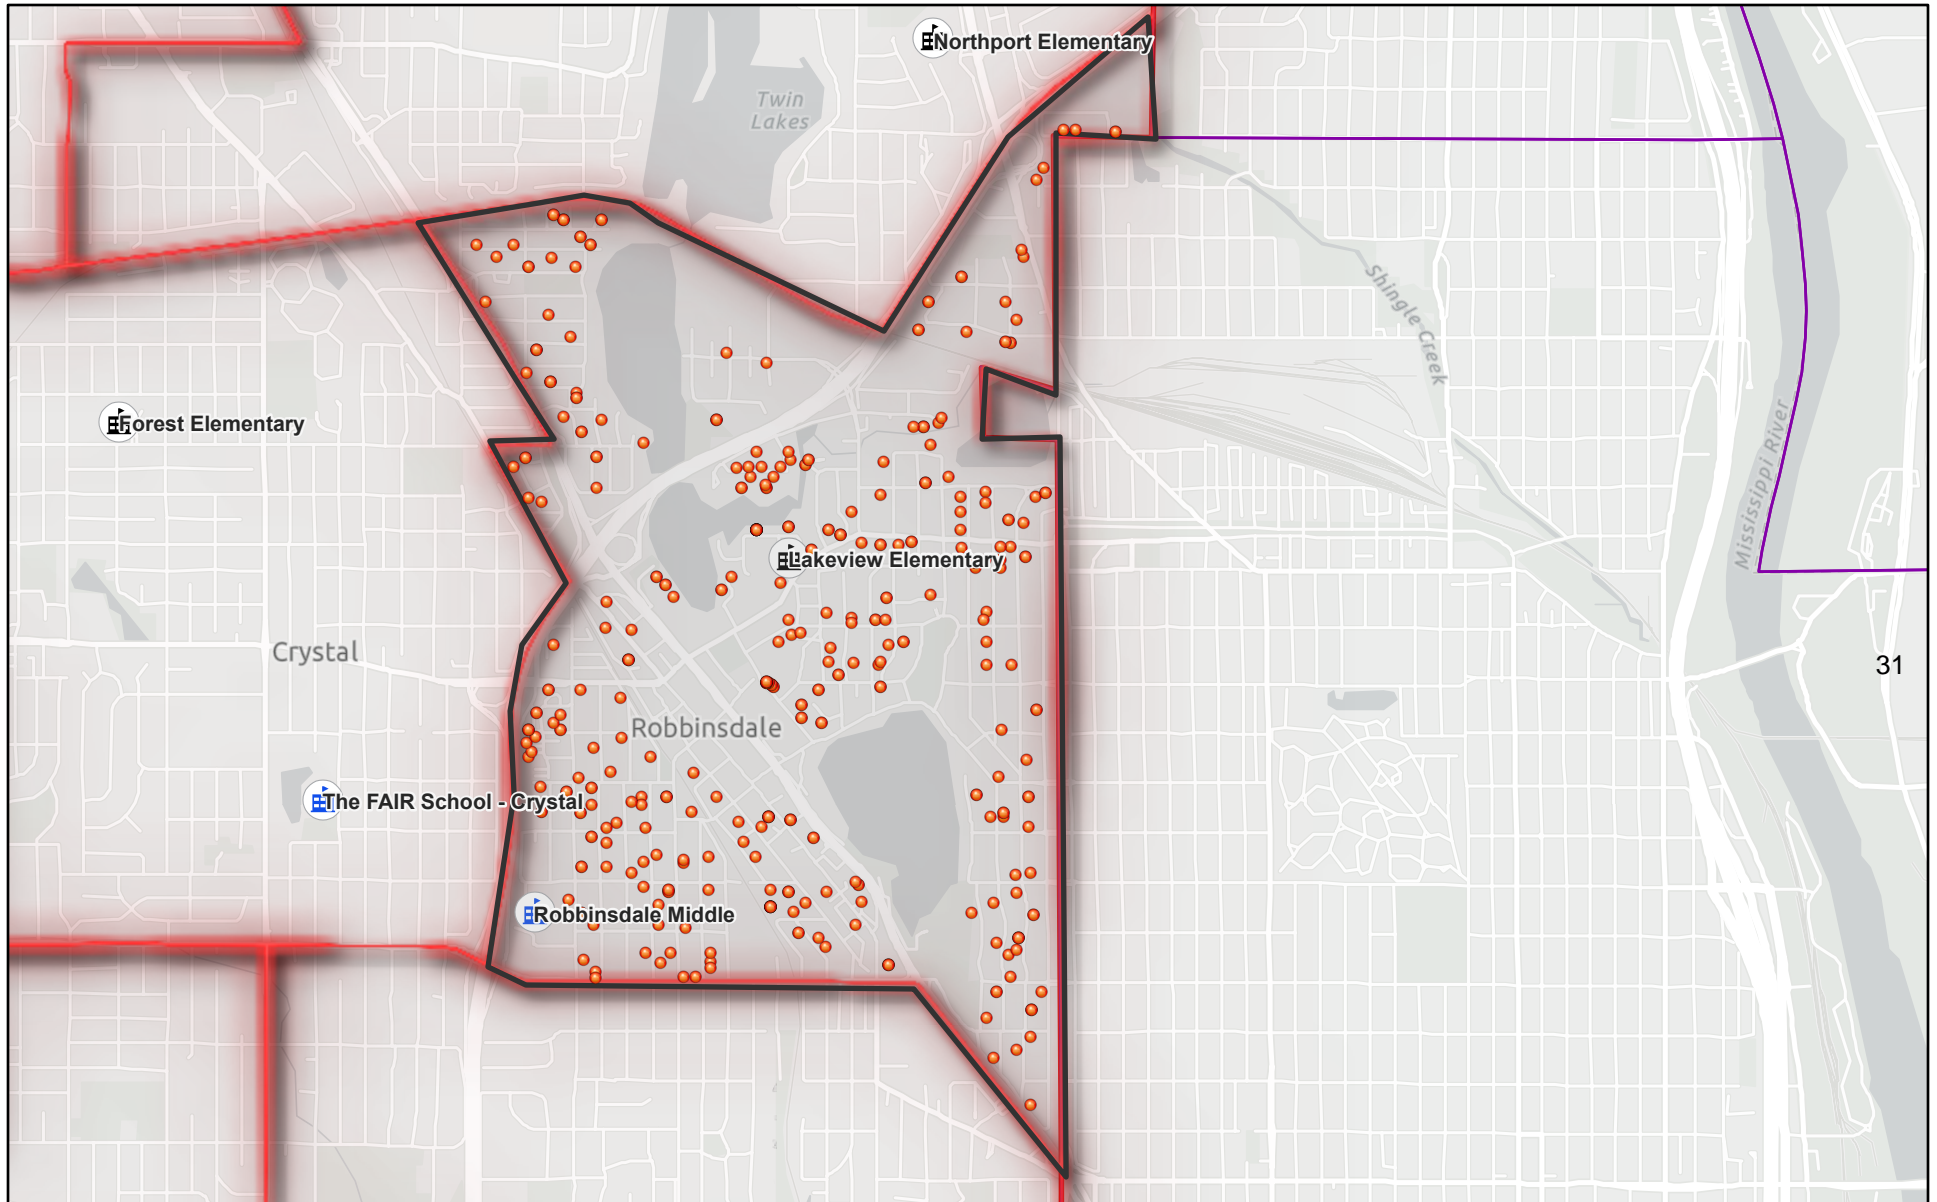 Northport Elementary
Twin
Lakes
Shingle Creek
Forest Elementary
Mississippi River
Lakeview Elementary
Crystal
31
Robbinsdale
The FAIR School - Crystal
Robbinsdale Middle